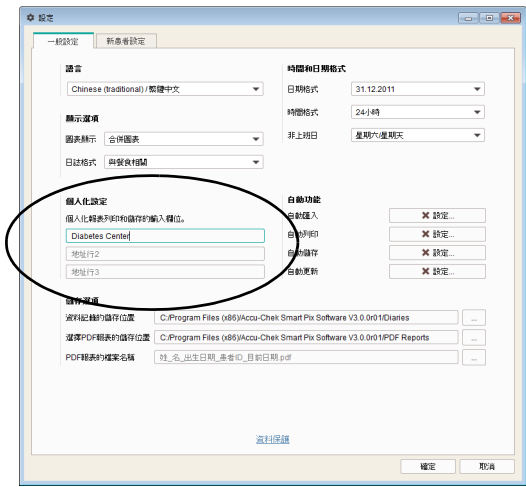 設定
一般設定
新患者設定
語言
Chinese (traditional) / 繁體中文
顯示選項
圖表顯示 合併圖表
日誌格式 與餐食相關
時間和日期格式
日期格式 31.12.2011
時間格式 24小時
非上班日 星期六/星期天
個人化設定
個人化報表列印和儲存的輸入欄位。
Diabetes Center
地址行2
地址行3
自動功能
自動匯入 設定...
自動列印 設定...
自動儲存 設定...
自動更新 設定...
儲存選項
資料記錄的儲存位置 C:/Program Files (x86)/Accu-Chek Smart Pix Software V3.0.0r01/Diaries ...
選擇PDF報表的儲存位置 C:/Program Files (x86)/Accu-Chek Smart Pix Software V3.0.0r01/PDF Reports ...
PDF報表的檔案名稱 姓_名_出生日期_患者ID_目前日期.pdf
資料保護
確定
取消